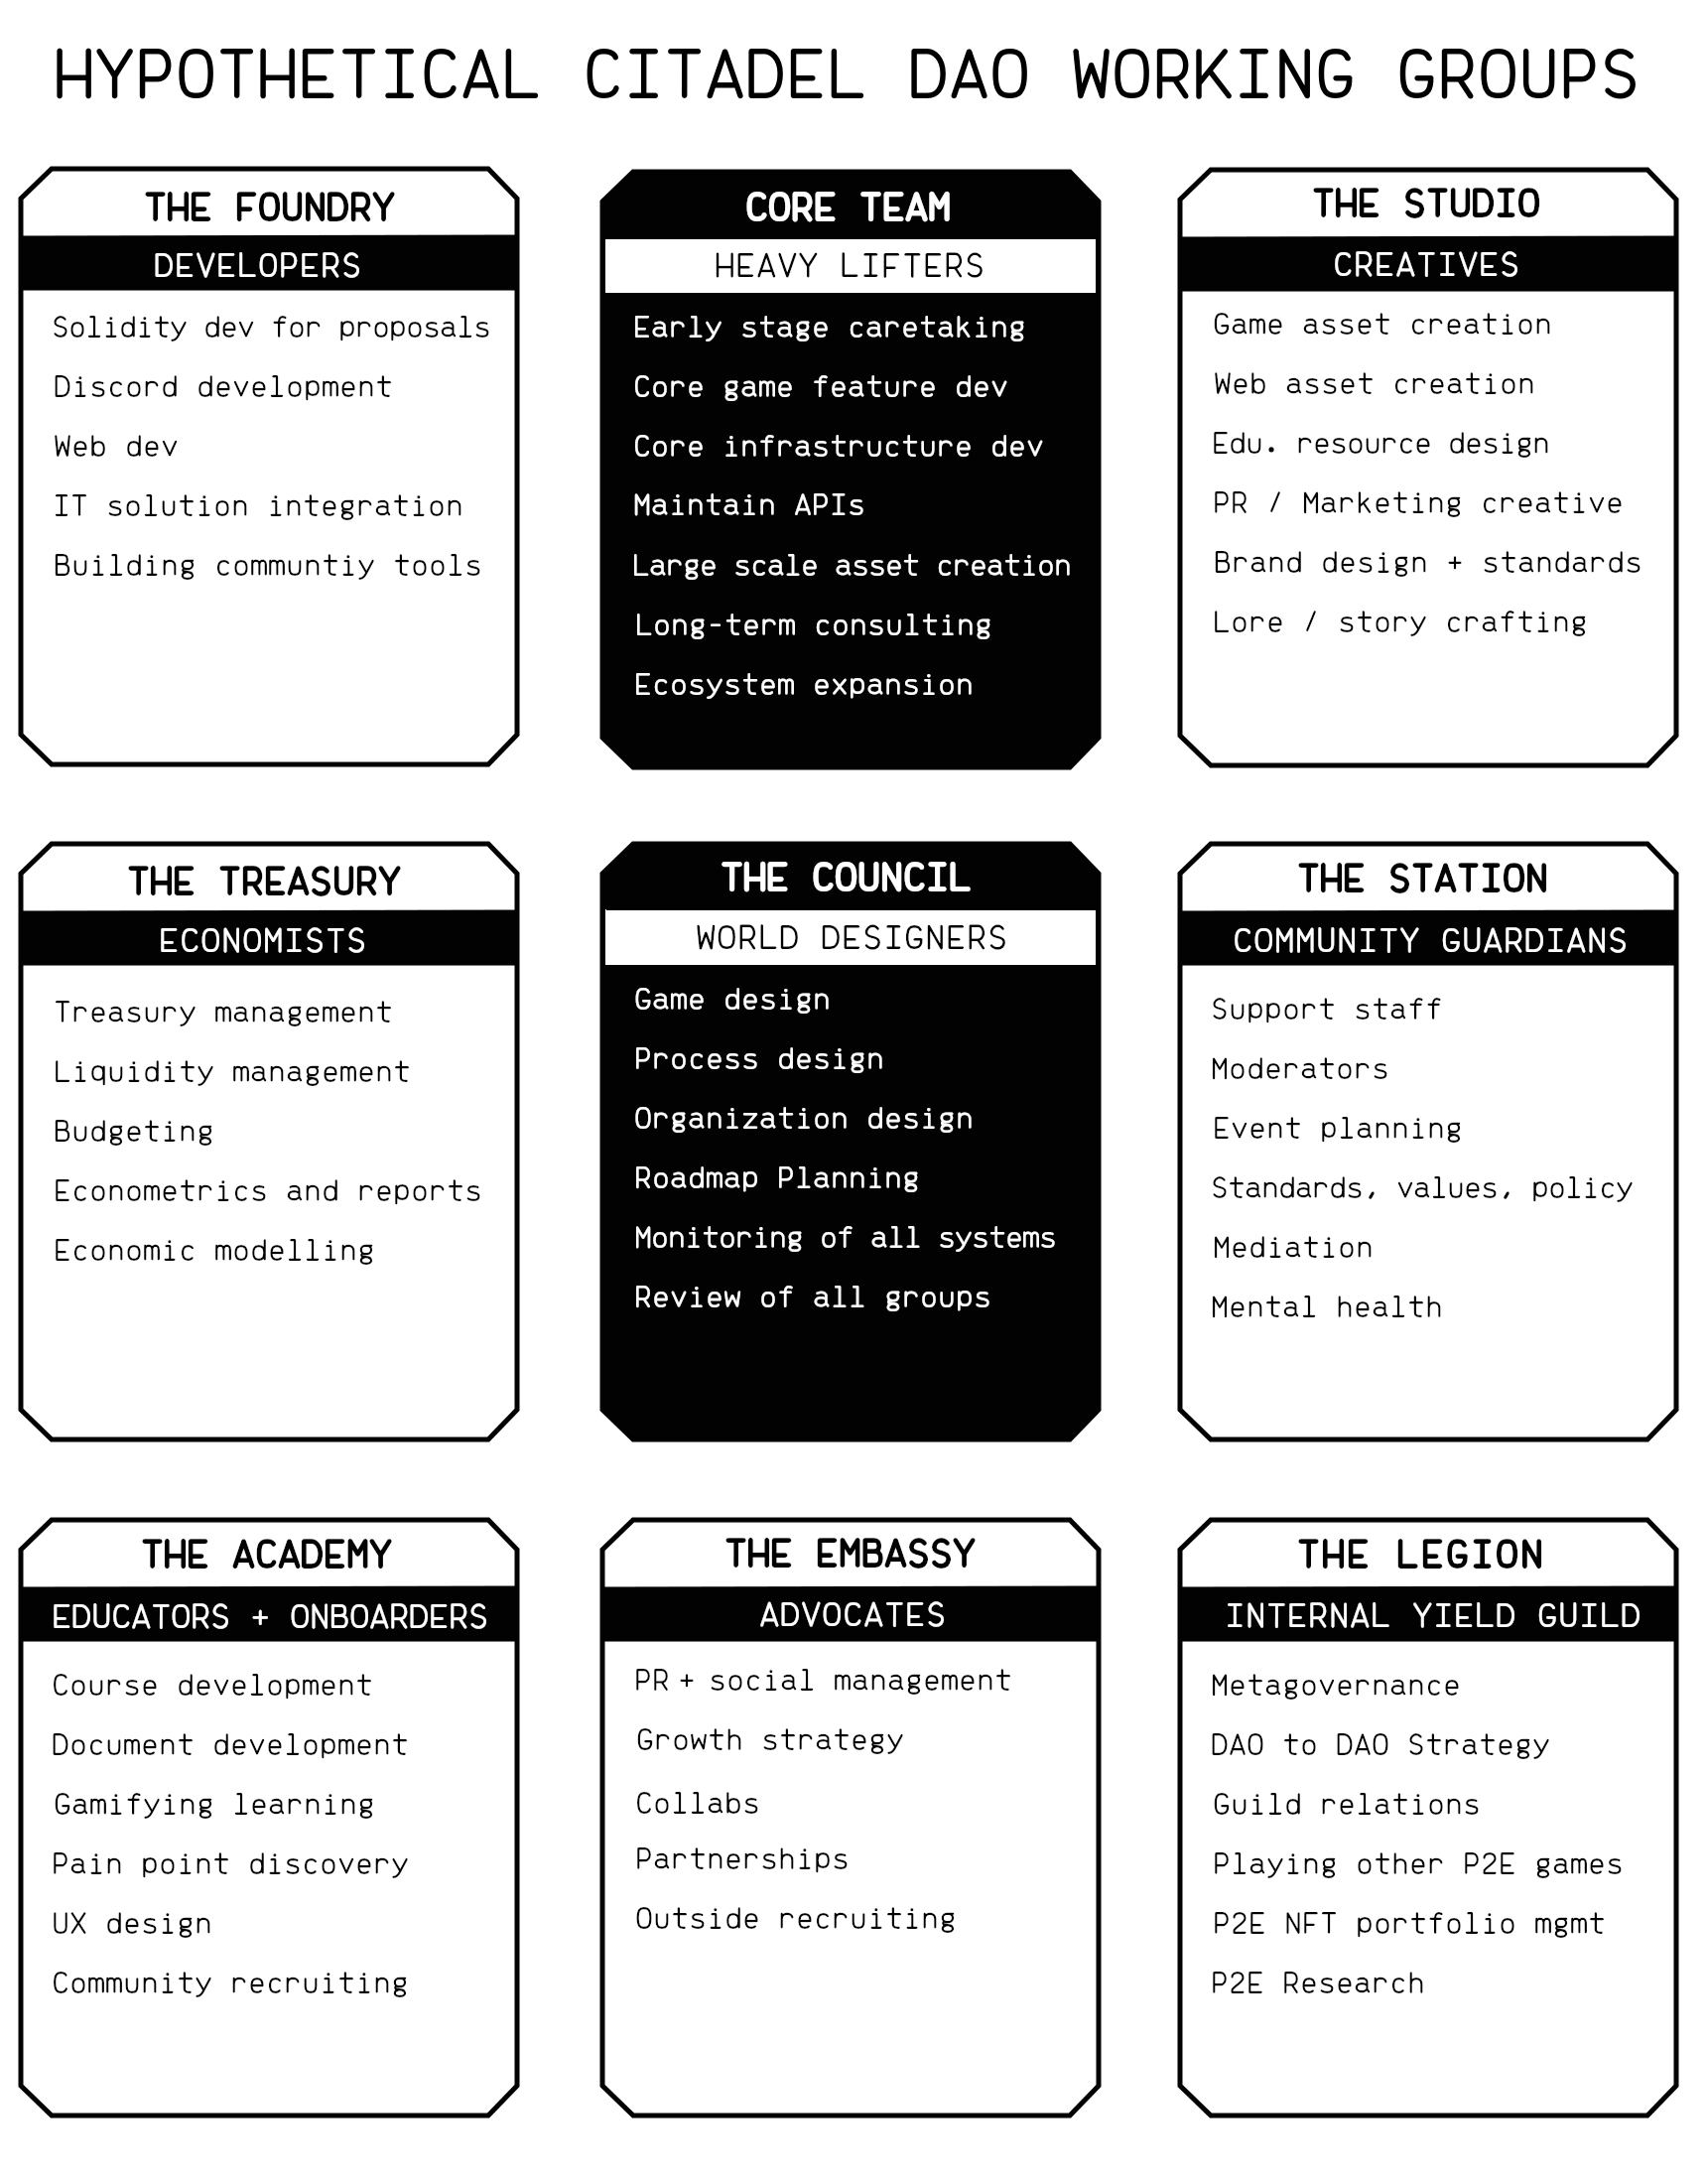 HYPOTHETICAL CITADEL DAO WORKING GROUPS
THE FOUNDRY
DEVELOPERS
Solidity dev for proposals
Discord development
Web dev
IT solution integration
Building communtiy tools
CORE TEAM
HEAVY LIFTERS
Early stage caretaking
Core game feature dev
Core infrastructure dev
Maintain APIs
Large scale asset creation
Long-term consulting
Ecosystem expansion
THE STUDIO
CREATIVES
Game asset creation
Web asset creation
Edu. resource design
PR / Marketing creative
Brand design + standards
Lore / story crafting
THE TREASURY
ECONOMISTS
Treasury management
Liquidity management
Budgeting
Econometrics and reports
Economic modelling
THE COUNCIL
WORLD DESIGNERS
Game design
Process design
Organization design
Roadmap Planning
Monitoring of all systems
Review of all groups
THE STATION
COMMUNITY GUARDIANS
Support staff
Moderators
Event planning
Standards, values, policy
Mediation
Mental health
THE ACADEMY
EDUCATORS + ONBOARDERS
Course development
Document development
Gamifying learning
Pain point discovery
UX design
Community recruiting
THE EMBASSY
ADVOCATES
PR + social management
Growth strategy
Collabs
Partnerships
Outside recruiting
THE LEGION
INTERNAL YIELD GUILD
Metagovernance
DAO to DAO Strategy
Guild relations
Playing other P2E games
P2E NFT portfolio mgmt
P2E Research